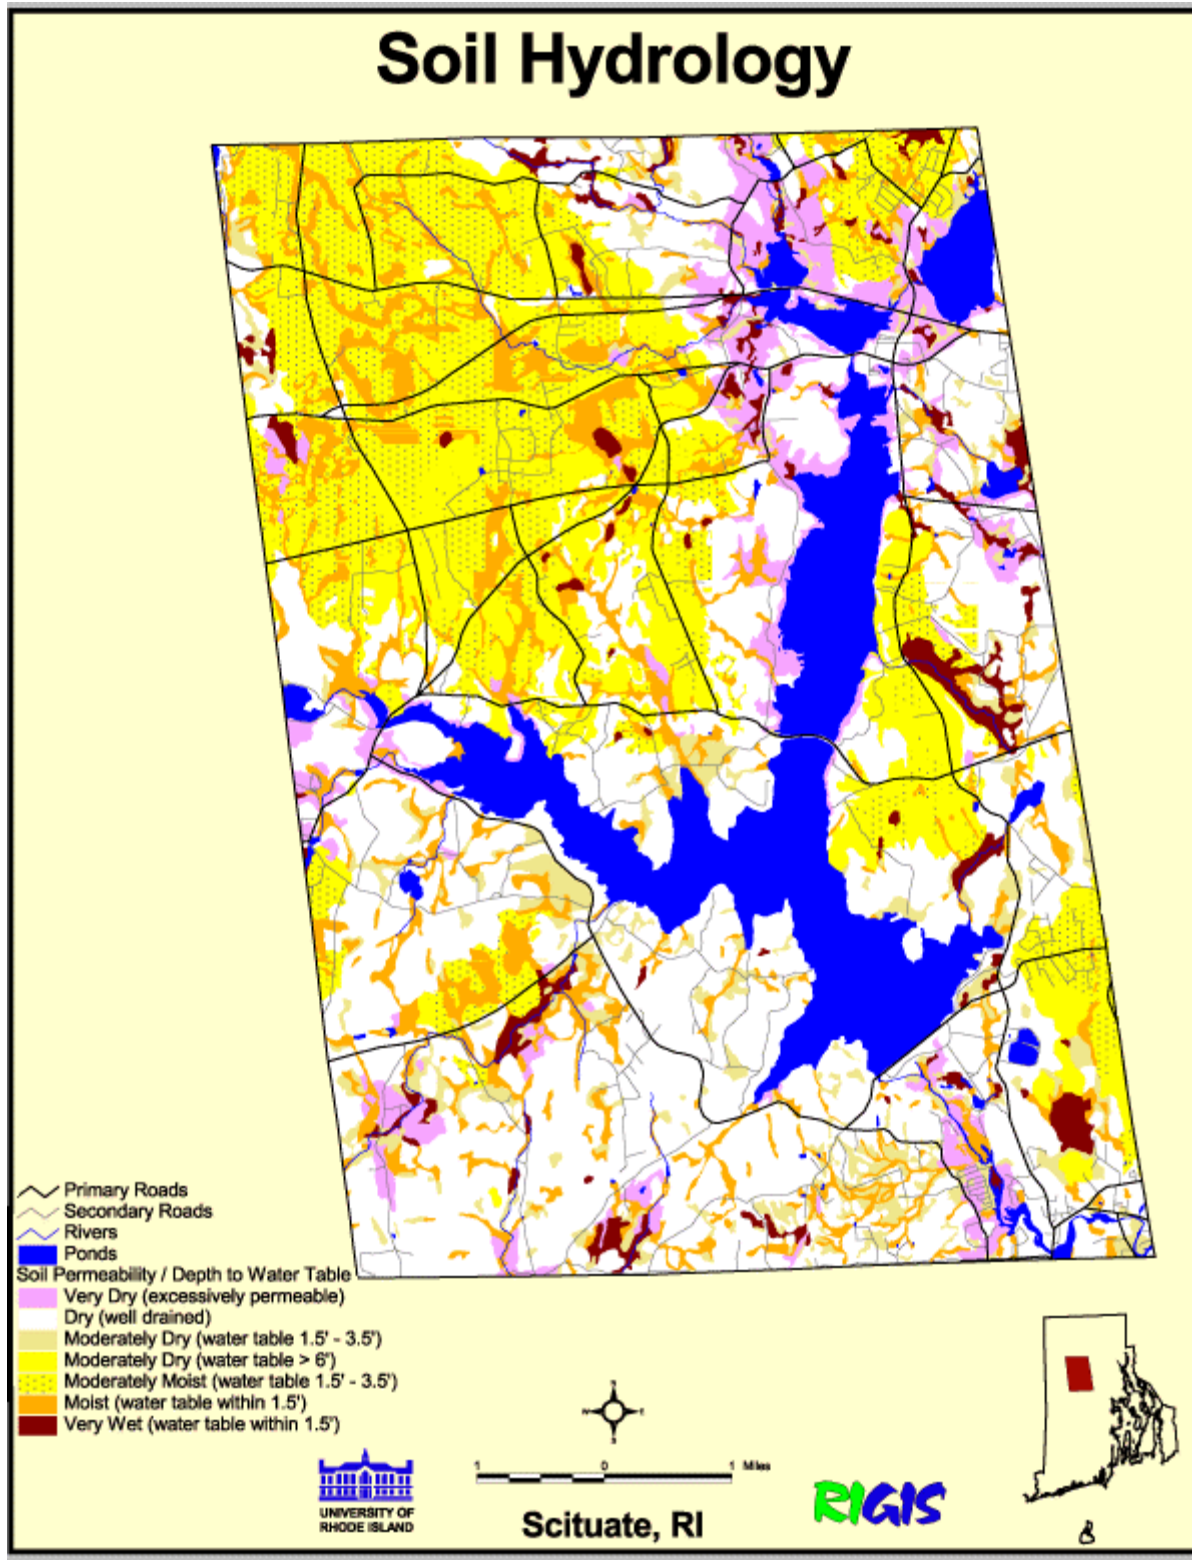 Soil Hydrology
Primary Roads
Secondary Roads
Rivers
Ponds
Soil Permeability / Depth to Water Table
Very Dry (excessively permeable)
Dry (well drained)
Moderately Dry (water table 1.5' - 3.5')
Moderately Dry (water table > 6')
Moderately Moist (water table 1.5' - 3.5')
Moist (water table within 1.5')
Very Wet (water table within 1.5')
N
W E
S
1 0 1 Miles
UNIVERSITY OF
RHODE ISLAND
Scituate, RI
RIGIS